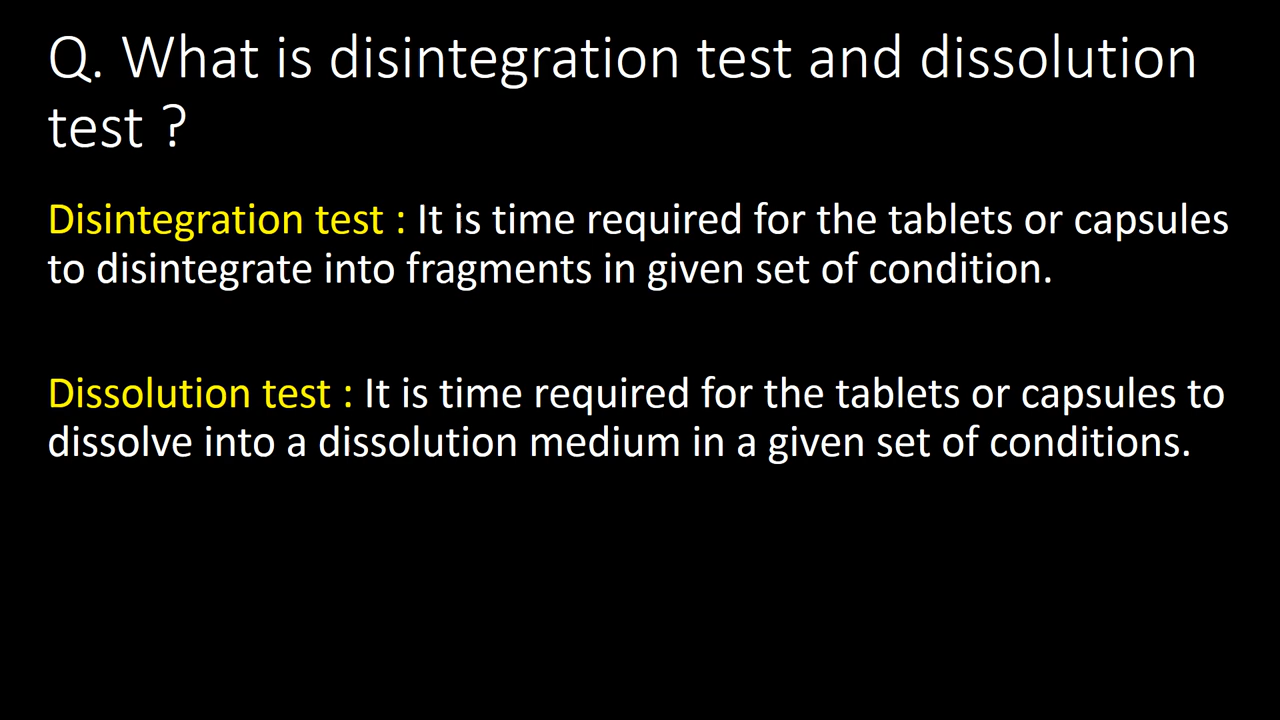 Q. What is disintegration test and dissolution
test ?
Disintegration test : It is time required for the tablets or capsules
to disintegrate into fragments in given set of condition.
Dissolution test : It is time required for the tablets or capsules to
dissolve into a dissolution medium in a given set of conditions.